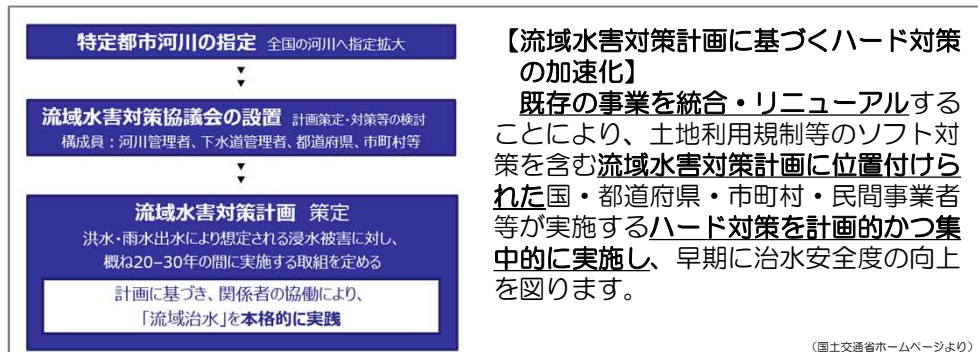 特定都市河川の指定 全国の河川へ指定拡大
流域水害対策協議会の設置 計画策定・対策等の検討
構成員：河川管理者、下水道管理者、都道府県、市町村等
流域水害対策計画 策定
洪水・雨水出水により想定される浸水被害に対し、
概ね20–30年の間に実施する取組を定める
計画に基づき、関係者の協働により、
「流域治水」を本格的に実践
【流域水害対策計画に基づくハード対策
の加速化】
既存の事業を統合・リニューアルする
ことにより、土地利用規制等のソフト対
策を含む流域水害対策計画に位置付けら
れた国・都道府県・市町村・民間事業者
等が実施するハード対策を計画的かつ集
中的に実施し、早期に治水安全度の向上
を図ります。
（国土交通省ホームページより）